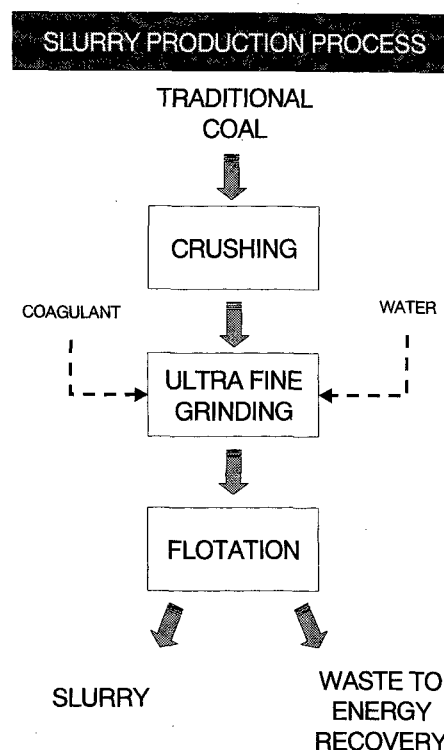 SLURRY PRODUCTION PROCESS
TRADITIONAL
COAL
CRUSHING
COAGULANT
WATER
ULTRA FINE
GRINDING
FLOTATION
SLURRY
WASTE TO
ENERGY
RECOVERY